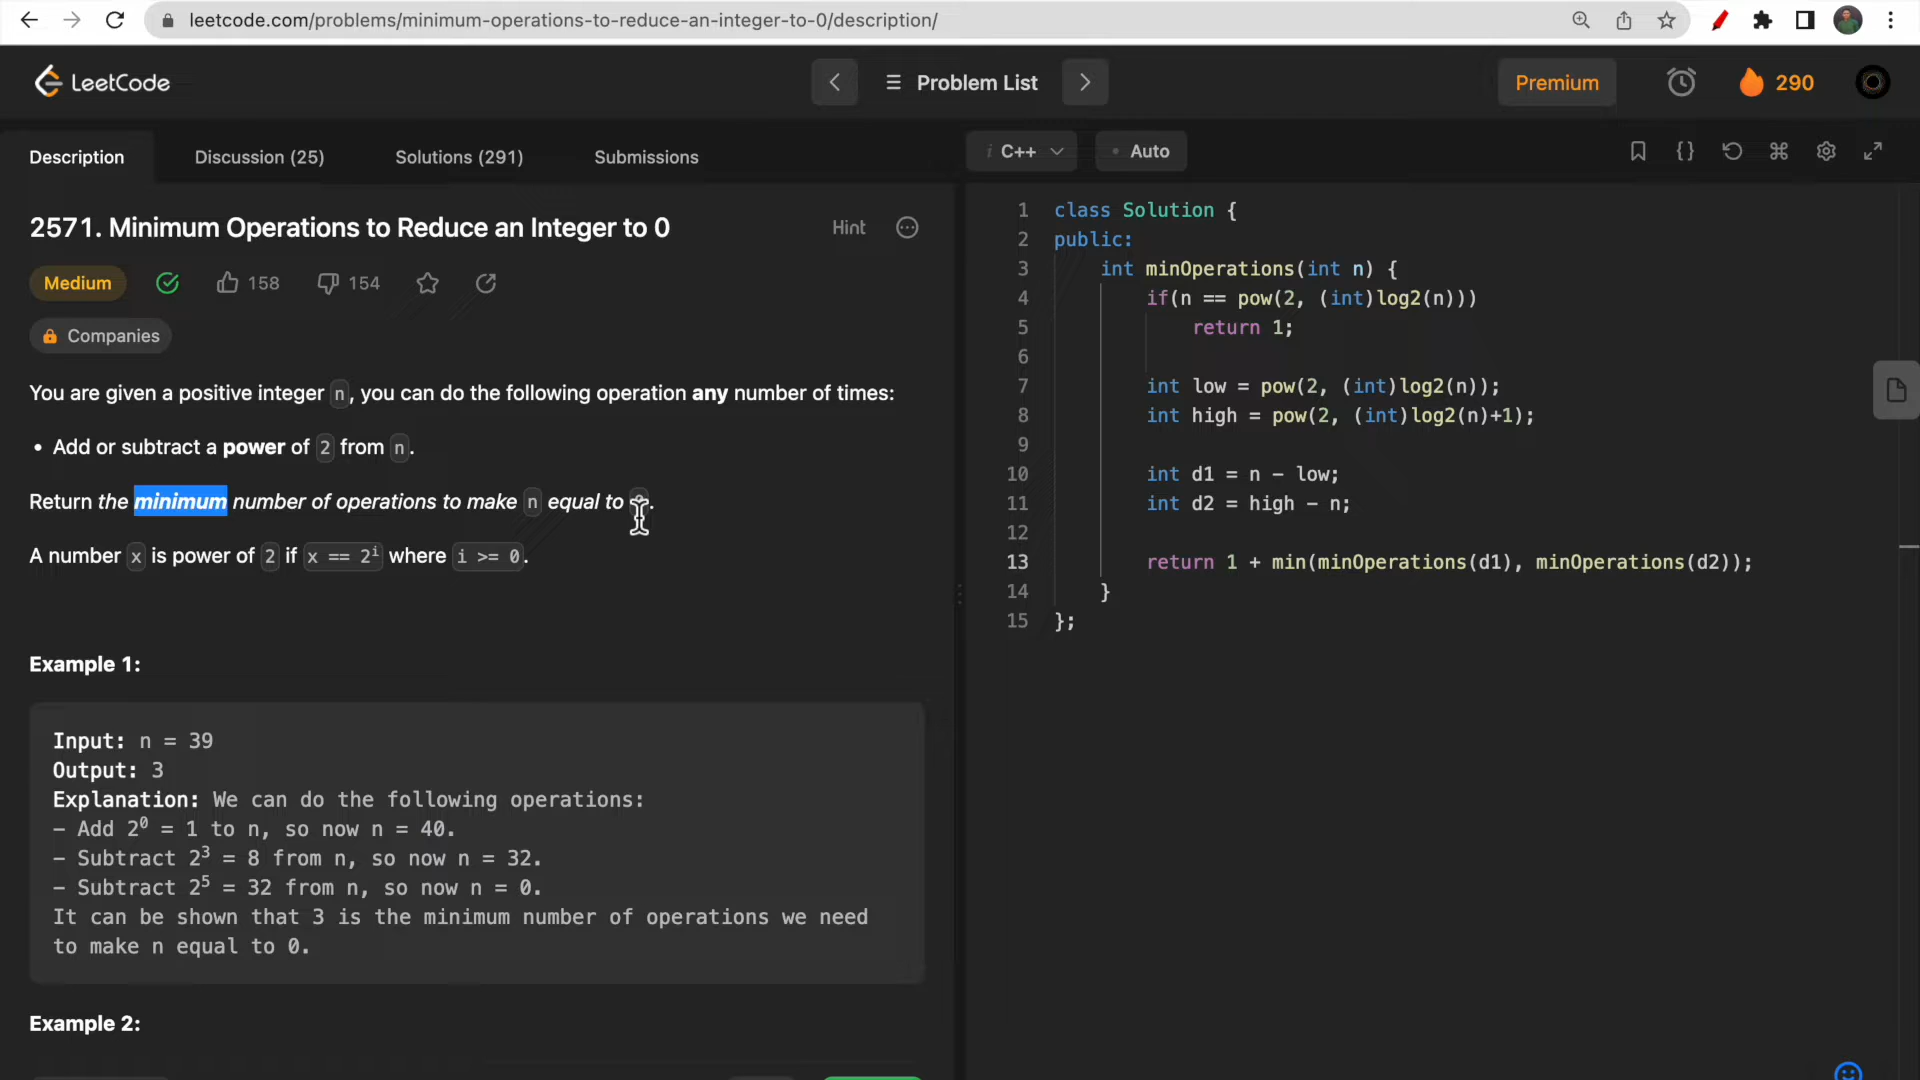 leetcode.com/problems/minimum-operations-to-reduce-an-integer-to-0/description/
LeetCode
Problem List
Premium
290
Description
Discussion (25)
Solutions (291)
Submissions
i C++
Auto
2571. Minimum Operations to Reduce an Integer to 0
Hint
Medium
158
154
Companies
You are given a positive integer n, you can do the following operation any number of times:
• Add or subtract a power of 2 from n.
Return the minimum number of operations to make n equal to .
A number x is power of 2 if x == 2^i where i >= 0.
Example 1:
Input: n = 39
Output: 3
Explanation: We can do the following operations:
- Add 2^0 = 1 to n, so now n = 40.
- Subtract 2^3 = 8 from n, so now n = 32.
- Subtract 2^5 = 32 from n, so now n = 0.
It can be shown that 3 is the minimum number of operations we need
to make n equal to 0.
Example 2:
1 class Solution {
2 public:
3 int minOperations(int n) {
4 if(n == pow(2, (int)log2(n)))
5 return 1;
6
7 int low = pow(2, (int)log2(n));
8 int high = pow(2, (int)log2(n)+1);
9
10 int d1 = n - low;
11 int d2 = high - n;
12
13 return 1 + min(minOperations(d1), minOperations(d2));
14 }
15 };